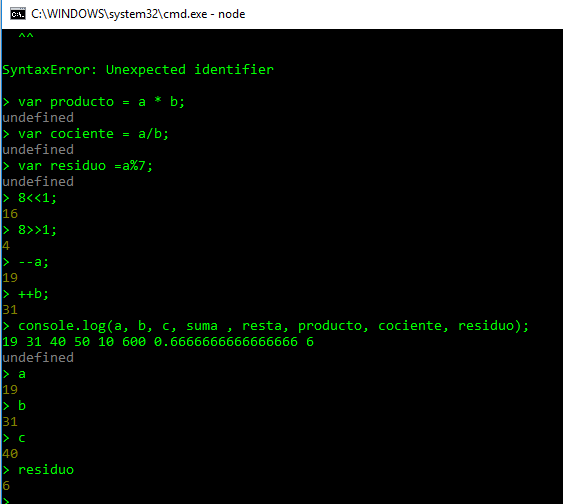 C:\WINDOWS\system32\cmd.exe - node
^^
SyntaxError: Unexpected identifier
> var producto = a * b;
undefined
> var cociente = a/b;
undefined
> var residuo =a%7;
undefined
> 8<<1;
16
> 8>>1;
4
> --a;
19
> ++b;
31
> console.log(a, b, c, suma , resta, producto, cociente, residuo);
19 31 40 50 10 600 0.6666666666666666 6
undefined
> a
19
> b
31
> c
40
> residuo
6
>